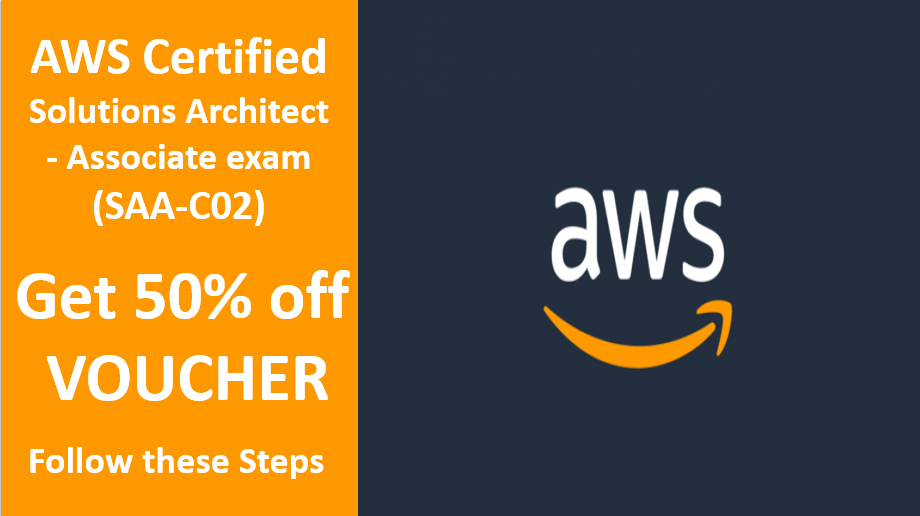 AWS Certified
Solutions Architect
- Associate exam
(SAA-C02)
Get 50% off
VOUCHER
Follow these Steps
aws